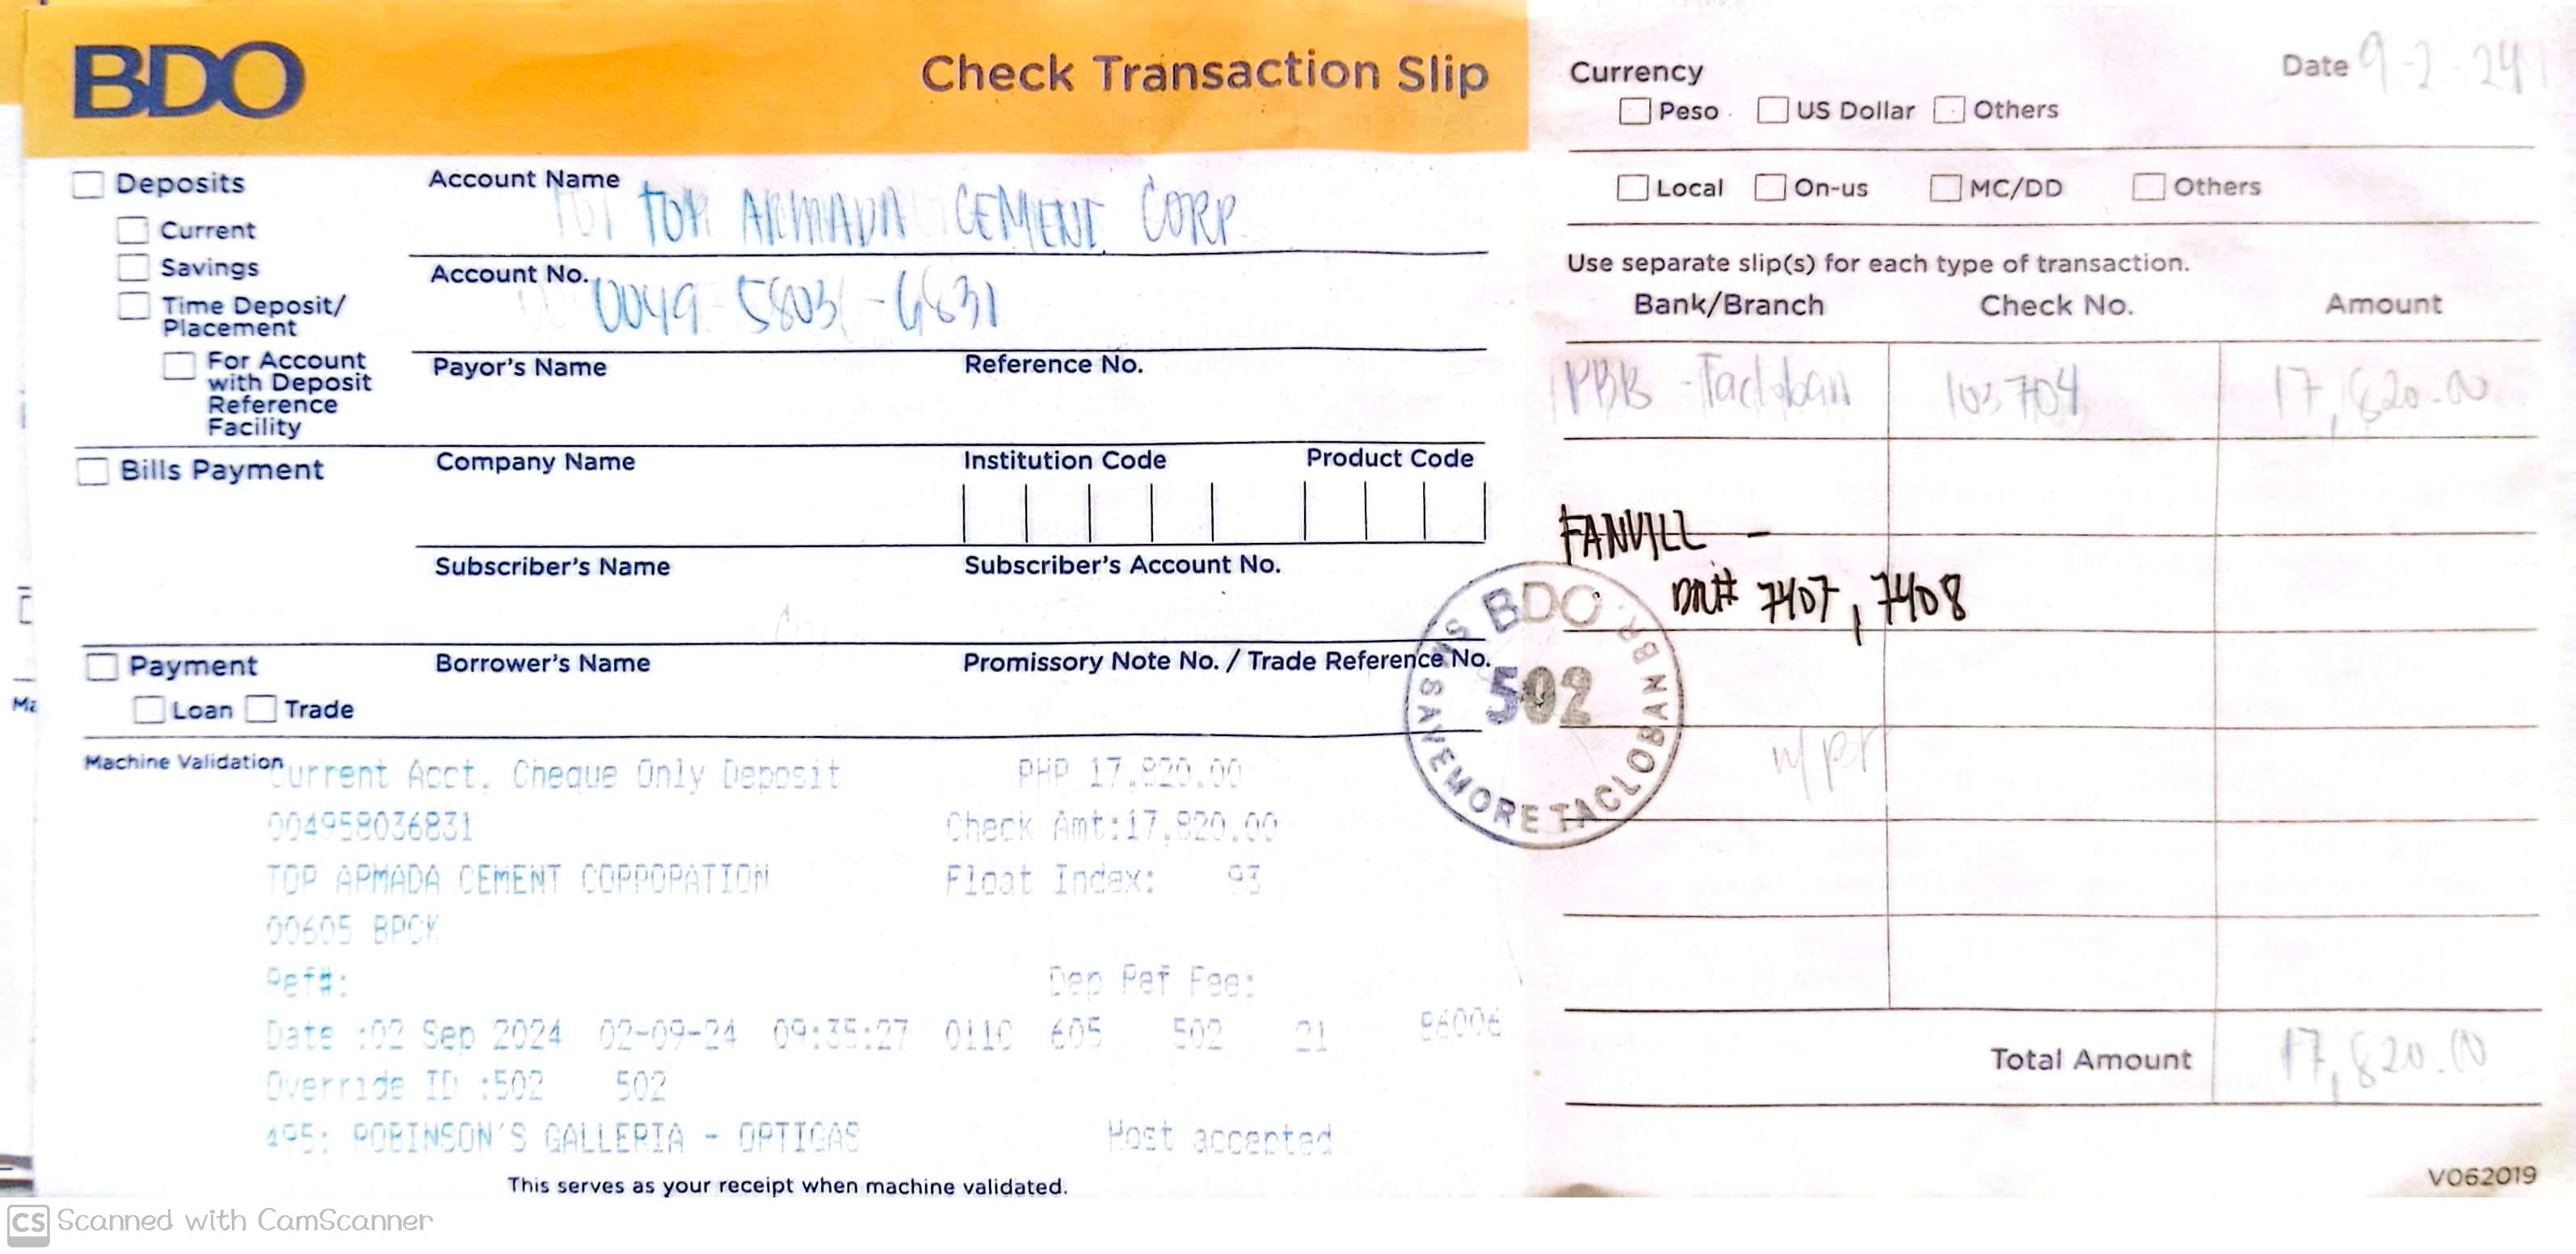 BDO
Check Transaction Slip
Deposits
Current
Savings
Time Deposit/
Placement
For Account
with Deposit
Reference
Facility
Account Name
TOP ARMADA CEMENT CORP
Account No.
0049-5803-6831
Payor's Name
Reference No.
Bills Payment
Company Name
Institution Code
Product Code
Subscriber's Name
Subscriber's Account No.
Payment
Loan
Trade
Borrower's Name
Promissory Note No. / Trade Reference No.
Machine Validation
Current Acct, Cheque Only Deposit PHP 17,820.00
004958036831 Check Amt:17,820.00
TOP ARMADA CEMENT CORPORATION Float Index: 93
00605 BPCK
Ref#: Dep Ref Fee:
Date :02 Sep 2024 02-09-24 09:35:27 011C 605 502 21
Override ID :502 502
495: ROBINSON'S GALLERIA - ORTIGAS Host accepted
This serves as your receipt when machine validated.
Currency
Date 9-2-24
Peso
US Dollar
Others
Local
On-us
MC/DD
Others
Use separate slip(s) for each type of transaction.
Bank/Branch
Check No.
Amount
PBB - Tacloban 103704 17,820.00
FANVILL -
7407, 7408
BDO
502
SAVEMORE TACLOBAN BR.
Total Amount 17,820.00
V062019
CS Scanned with CamScanner